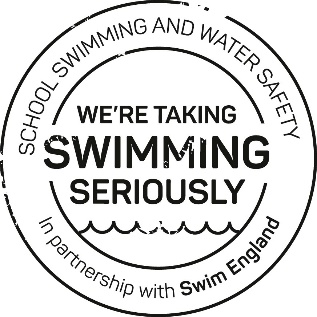 SCHOOL SWIMMING AND WATER SAFETY
WE'RE TAKING
SWIMMING
SERIOUSLY
In partnership with Swim England